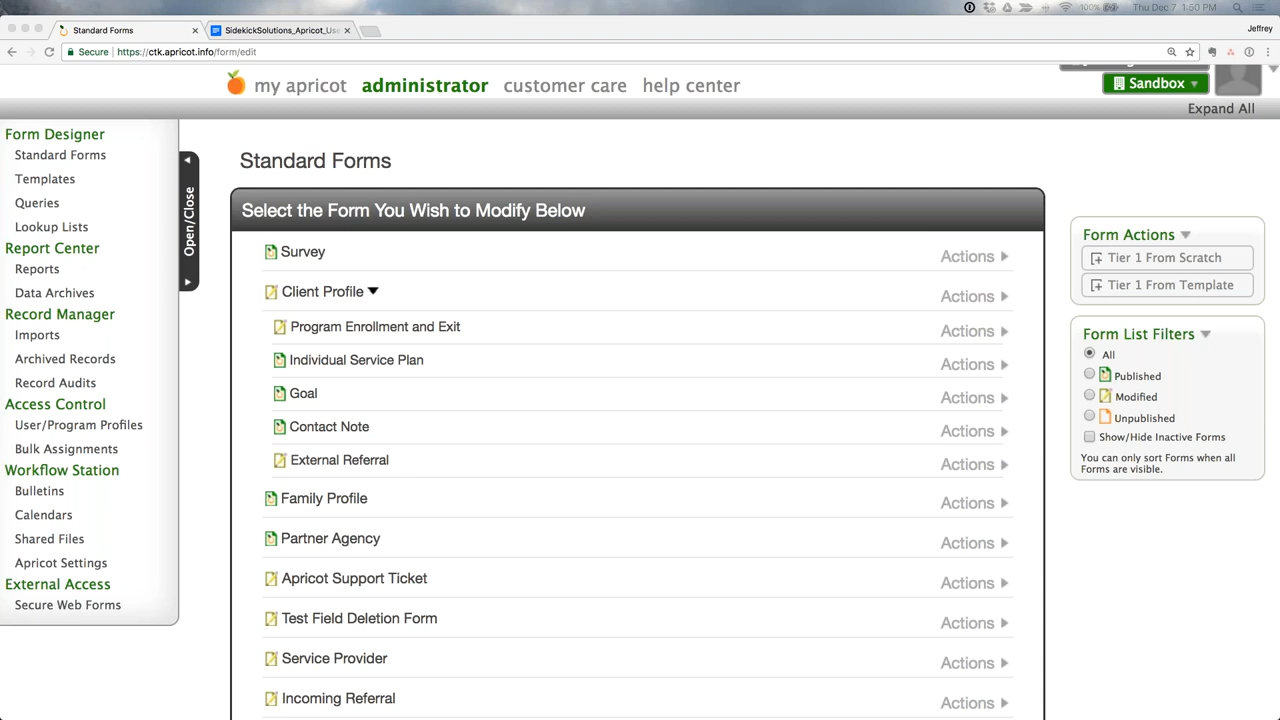 100%
Thu Dec 7 1:50 PM
Standard Forms
SidekickSolutions_Apricot_Use
Jeffrey
Secure
https://ctk.apricot.info/form/edit
my apricot
administrator
customer care
help center
Sandbox
Expand All
Form Designer
Standard Forms
Templates
Queries
Lookup Lists
Report Center
Reports
Data Archives
Record Manager
Imports
Archived Records
Record Audits
Access Control
User/Program Profiles
Bulk Assignments
Workflow Station
Bulletins
Calendars
Shared Files
Apricot Settings
External Access
Secure Web Forms
Open/Close
Standard Forms
Select the Form You Wish to Modify Below
Survey Actions
Client Profile Actions
Program Enrollment and Exit Actions
Individual Service Plan Actions
Goal Actions
Contact Note Actions
External Referral Actions
Family Profile Actions
Partner Agency Actions
Apricot Support Ticket Actions
Test Field Deletion Form Actions
Service Provider Actions
Incoming Referral Actions
Form Actions
Tier 1 From Scratch
Tier 1 From Template
Form List Filters
All
Published
Modified
Unpublished
Show/Hide Inactive Forms
You can only sort Forms when all
Forms are visible.